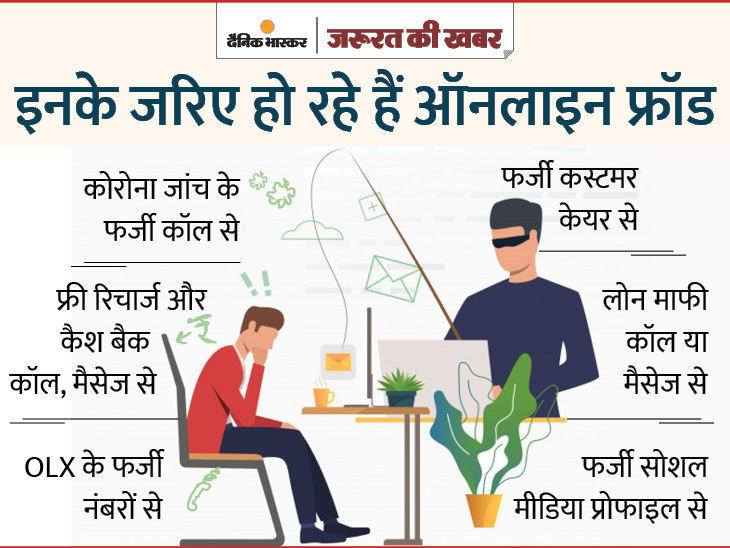 दैनिक भास्कर
जरूरत की खबर
इनके जरिए हो रहे हैं ऑनलाइन फ्रॉड
कोरोना जांच के
फर्जी कॉल से
फ्री रिचार्ज और
कैश बैक
कॉल, मैसेज से
OLX के फर्जी
नंबरों से
फर्जी कस्टमर
केयर से
लोन माफी
कॉल या
मैसेज से
फर्जी सोशल
मीडिया प्रोफाइल से